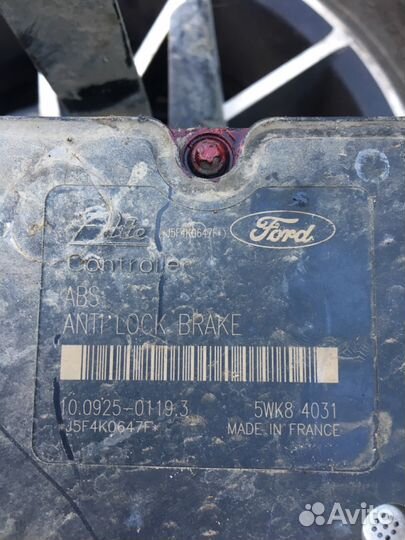 Ate
*J5F4K0647F*
Ford
Controller
ABS
ANTI LOCK BRAKE
10.0925-0119.3
5WK8 4031
*J5F4K0647F*
MADE IN FRANCE
Avito